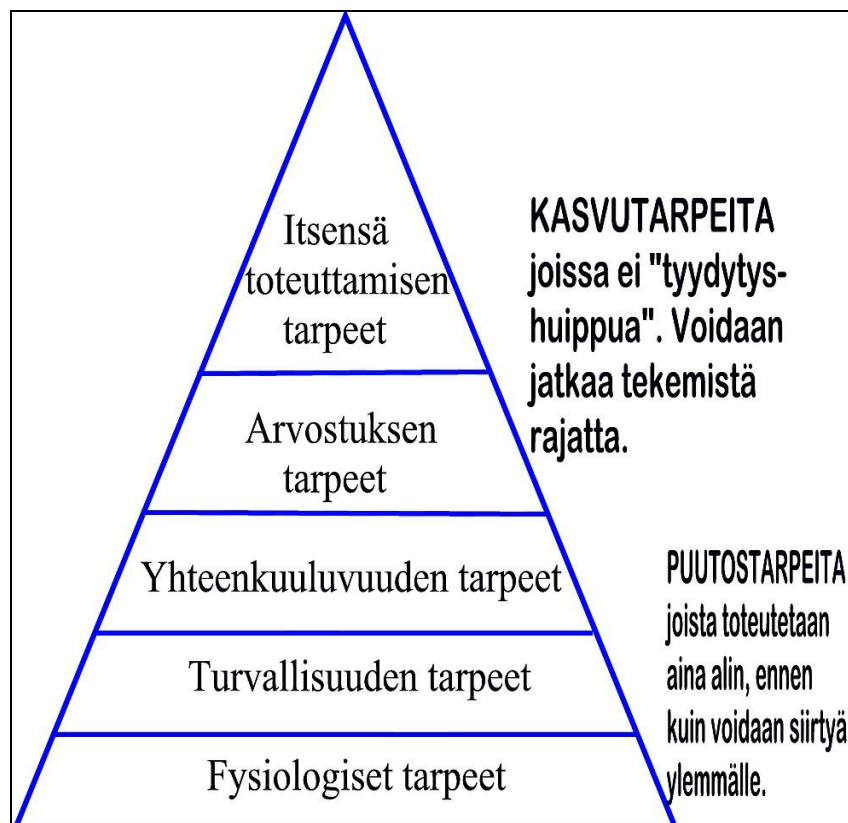 Itsensä
toteuttamisen
tarpeet
Arvostuksen
tarpeet
Yhteenkuuluvuuden tarpeet
Turvallisuuden tarpeet
Fysiologiset tarpeet
KASVUTARPEITA
joissa ei "tyydytys-
huippua". Voidaan
jatkaa tekemistä
rajatta.
PUUTOSTARPEITA
joista toteutetaan
aina alin, ennen
kuin voidaan siirtyä
ylemmälle.